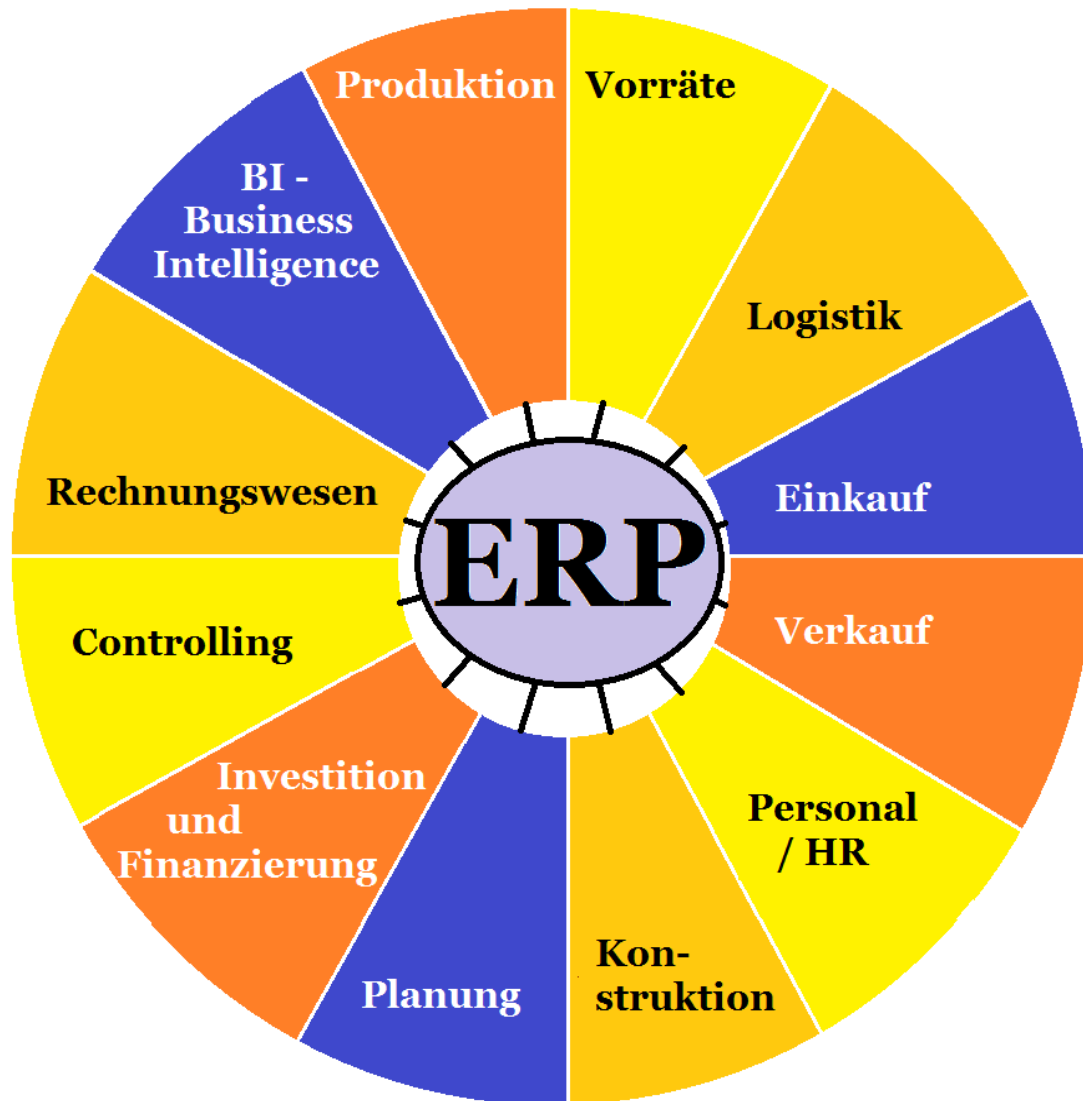 Produktion
Vorräte
BI -
Business
Intelligence
Logistik
Rechnungswesen
Einkauf
ERP
Controlling
Verkauf
Investition
und
Finanzierung
Personal
/ HR
Planung
Kon-
struktion